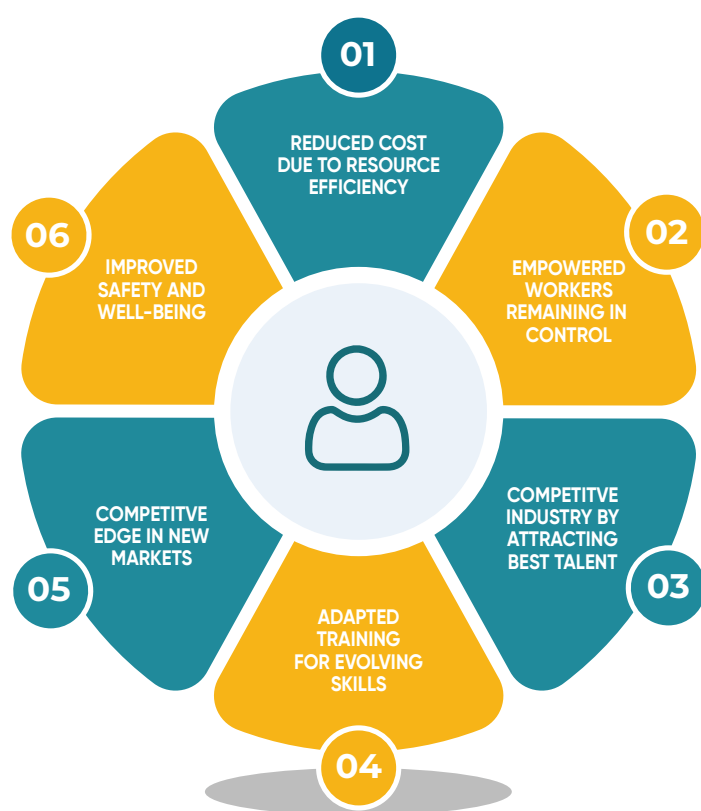 01
REDUCED COST
DUE TO RESOURCE
EFFICIENCY
02
EMPOWERED
WORKERS
REMAINING IN
CONTROL
03
COMPETITVE
INDUSTRY BY
ATTRACTING
BEST TALENT
04
ADAPTED
TRAINING
FOR EVOLVING
SKILLS
05
COMPETITVE
EDGE IN NEW
MARKETS
06
IMPROVED
SAFETY AND
WELL-BEING